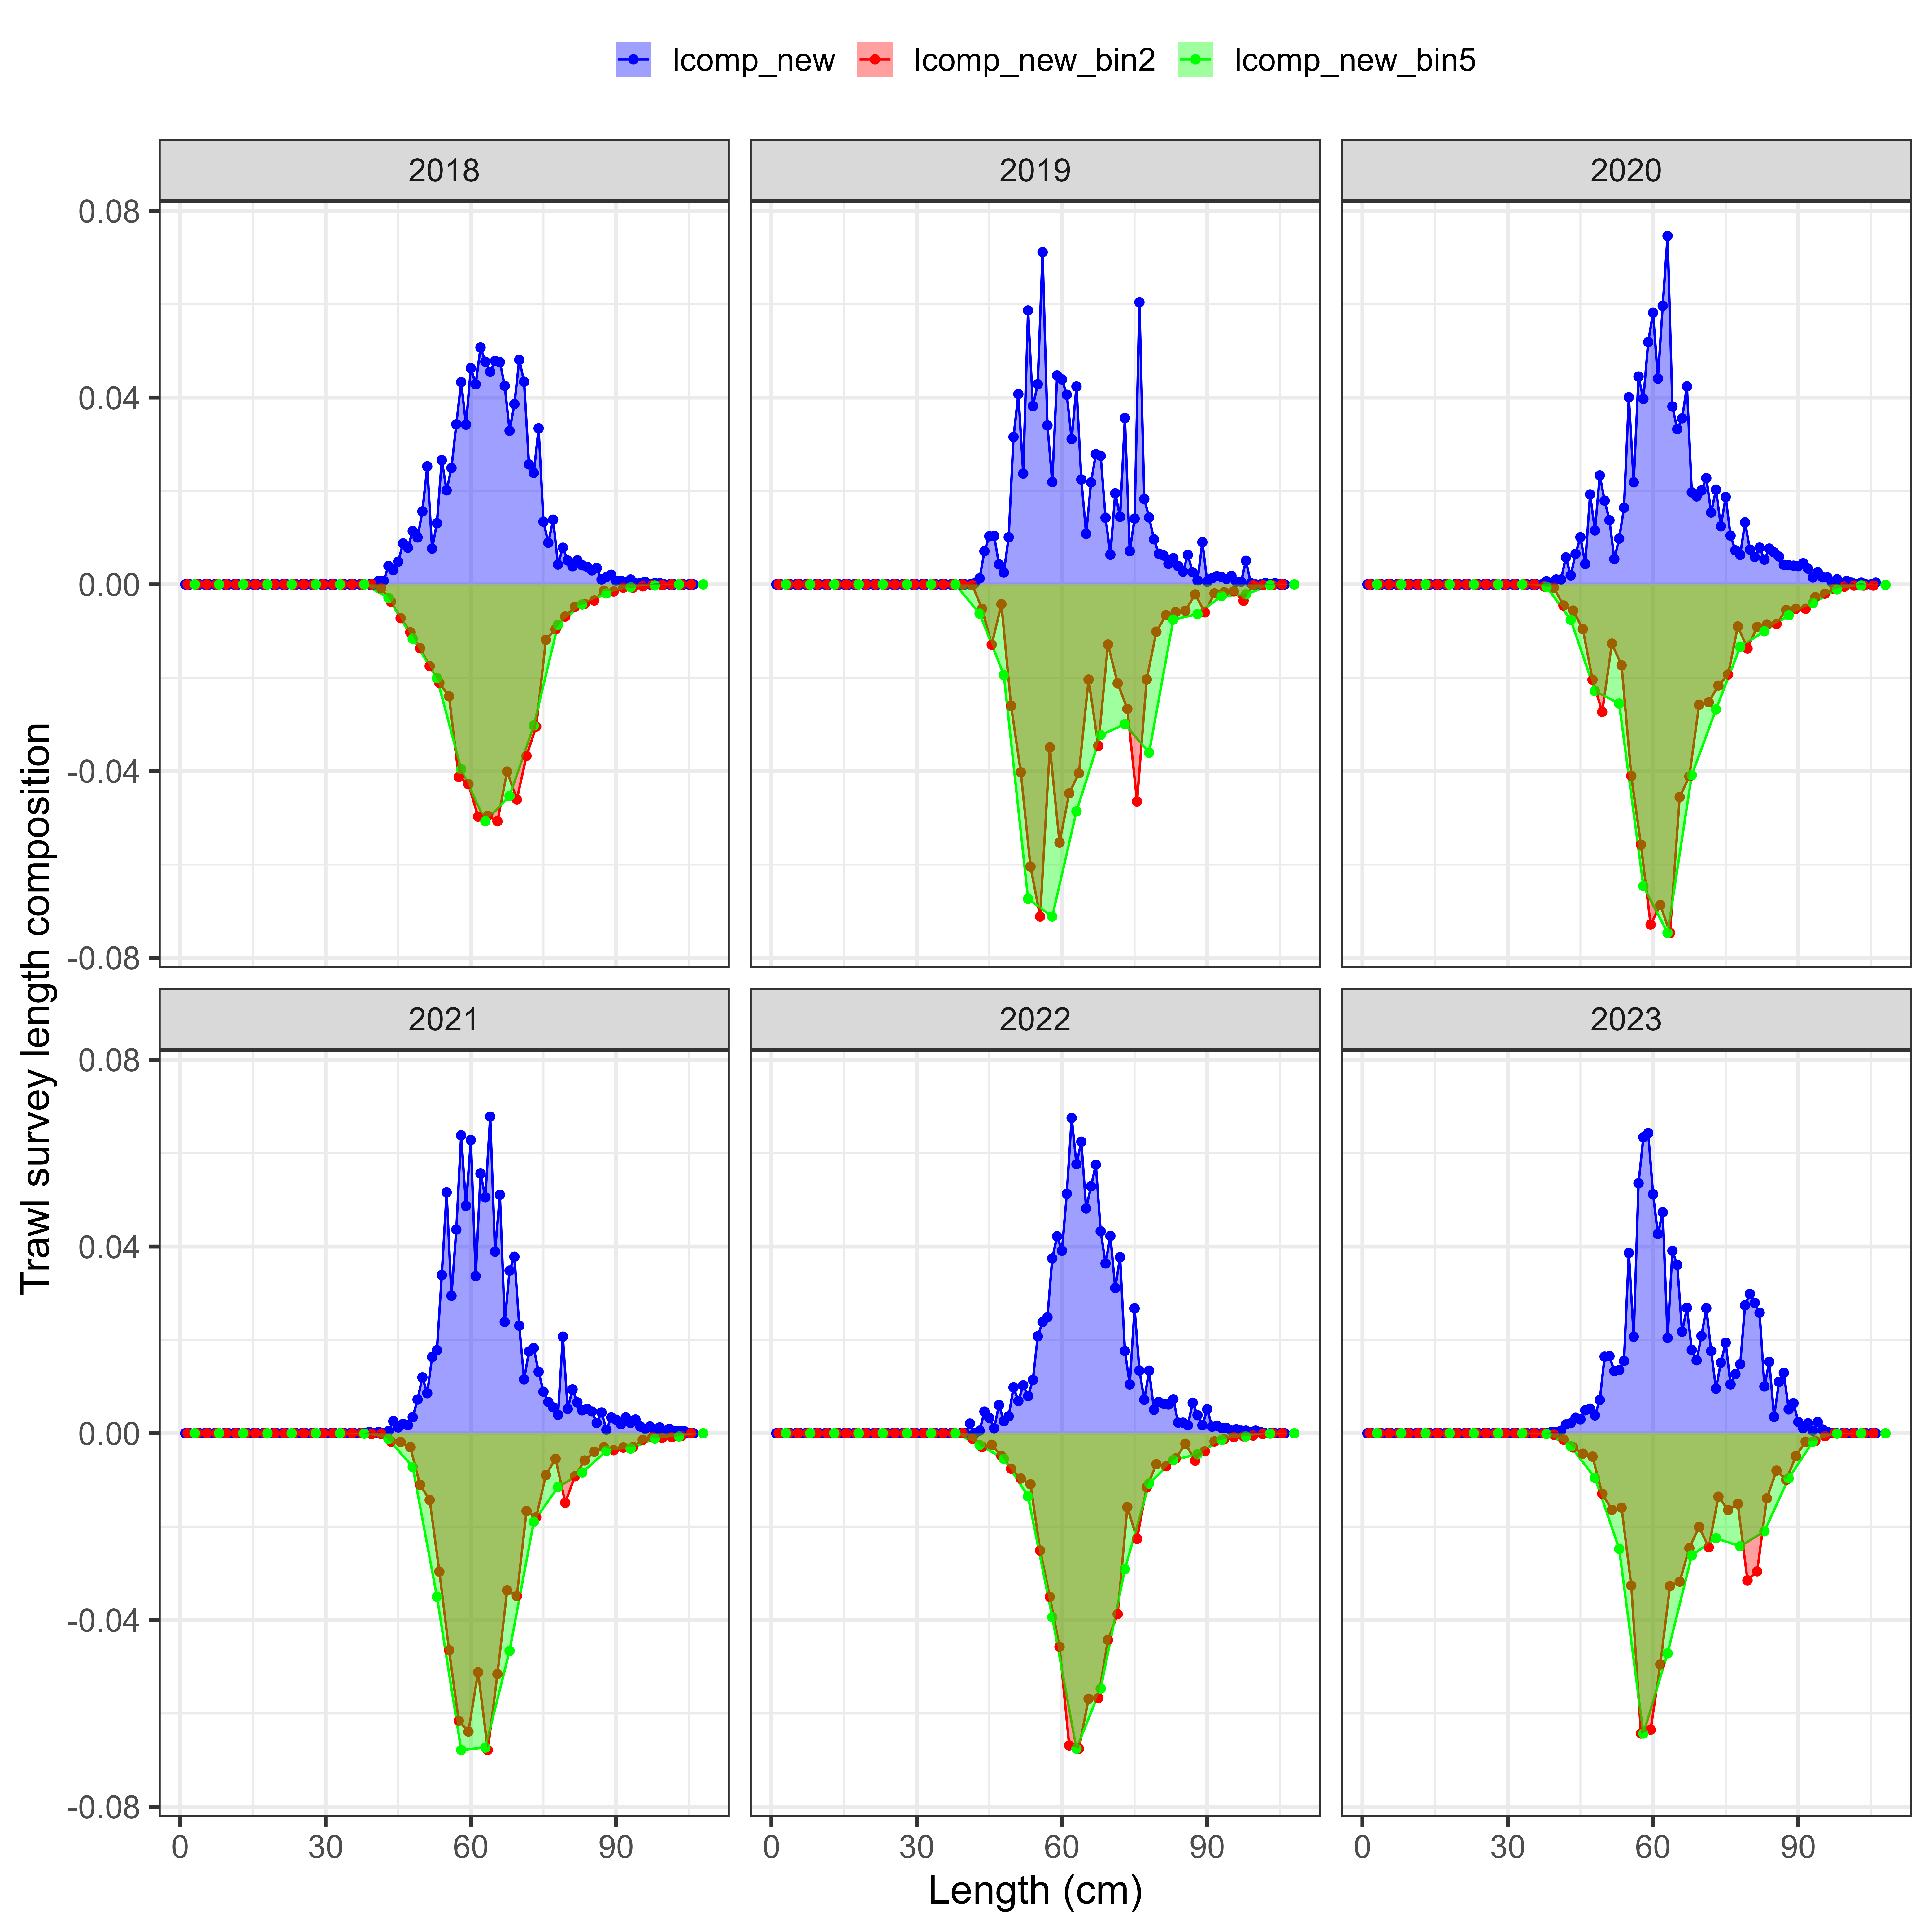 lcomp_new lcomp_new_bin2 lcomp_new_bin5
2018 2019 2020
0.08
0.04
0.00
-0.04
-0.08
2021 2022 2023
0.08
0.04
0.00
-0.04
-0.08
0 30 60 90 0 30 60 90 0 30 60 90
Length (cm)
Trawl survey length composition